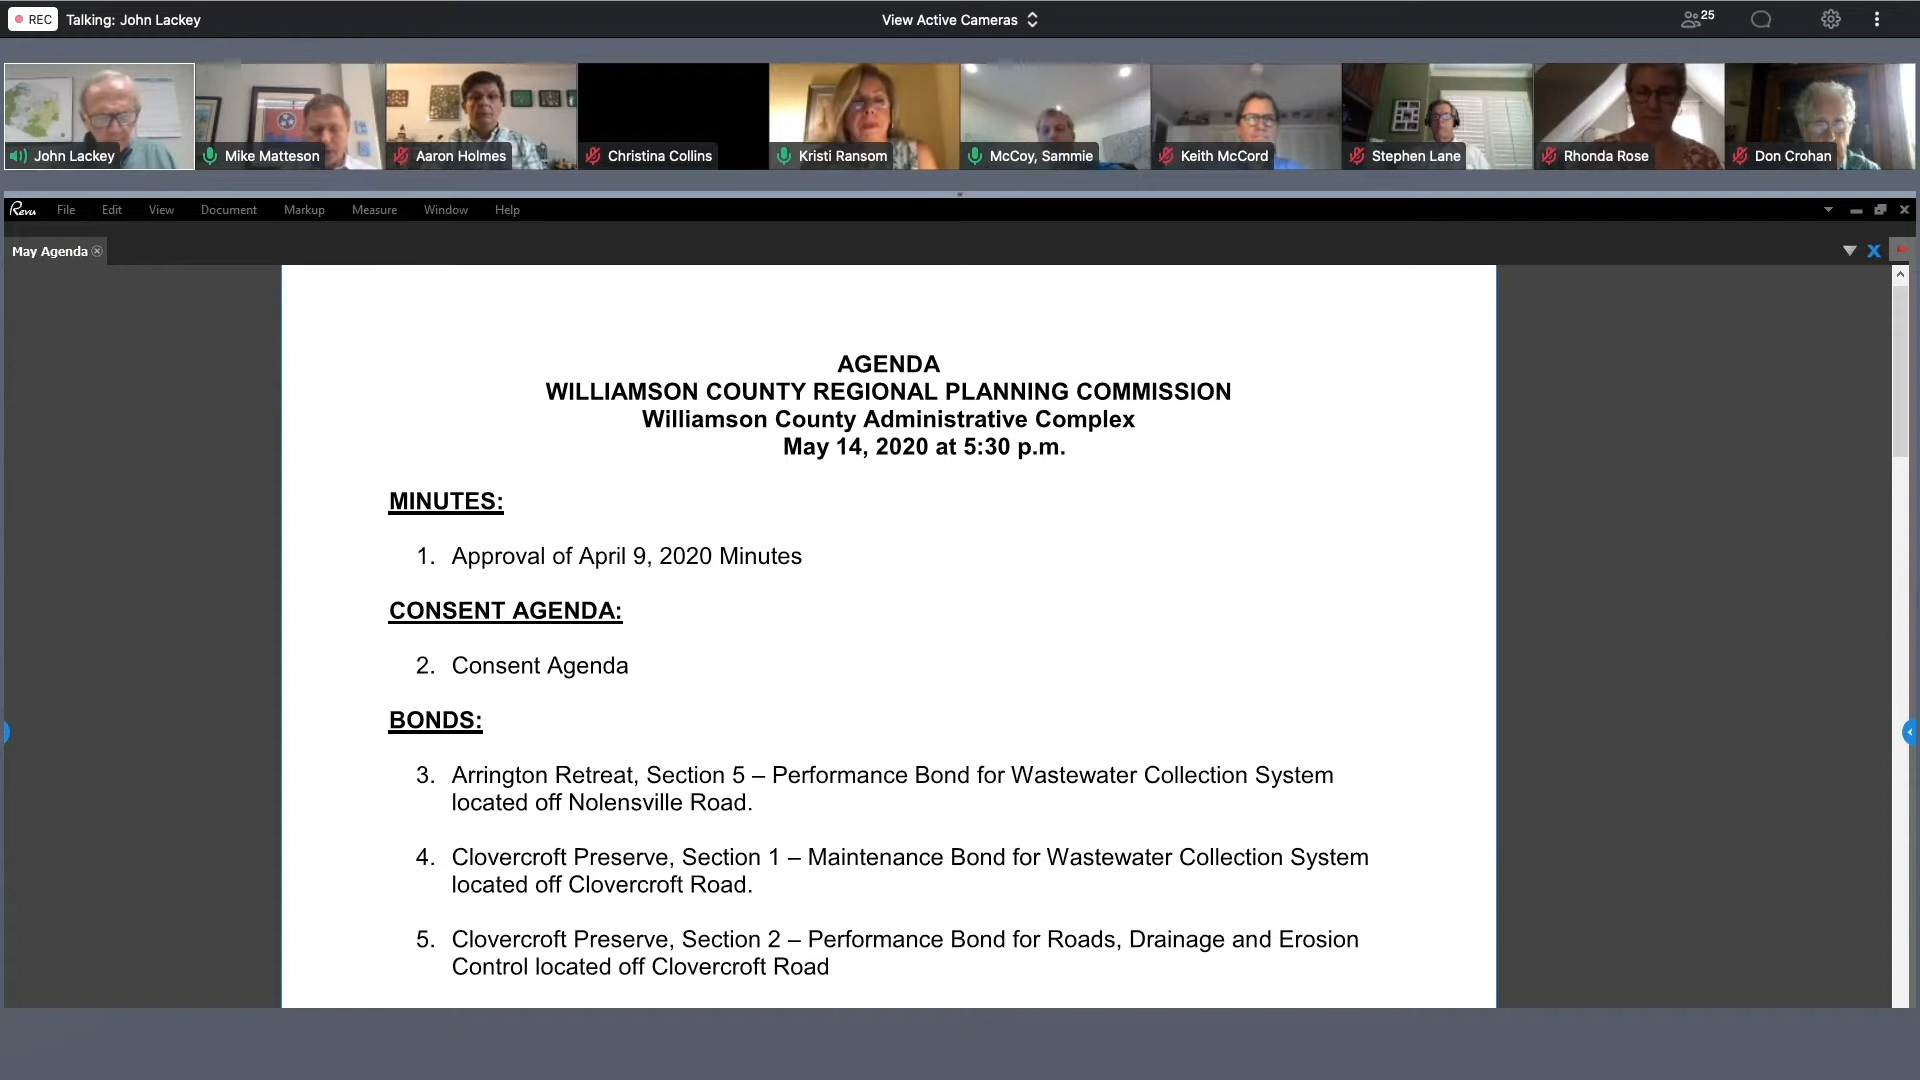 REC
Talking: John Lackey
View Active Cameras
25
John Lackey
Mike Matteson
Aaron Holmes
Christina Collins
Kristi Ransom
McCoy, Sammie
Keith McCord
Stephen Lane
Rhonda Rose
Don Crohan
Revu
File
Edit
View
Document
Markup
Measure
Window
Help
May Agenda
AGENDA
WILLIAMSON COUNTY REGIONAL PLANNING COMMISSION
Williamson County Administrative Complex
May 14, 2020 at 5:30 p.m.
MINUTES:
1. Approval of April 9, 2020 Minutes
CONSENT AGENDA:
2. Consent Agenda
BONDS:
3. Arrington Retreat, Section 5 – Performance Bond for Wastewater Collection System
located off Nolensville Road.
4. Clovercroft Preserve, Section 1 – Maintenance Bond for Wastewater Collection System
located off Clovercroft Road.
5. Clovercroft Preserve, Section 2 – Performance Bond for Roads, Drainage and Erosion
Control located off Clovercroft Road